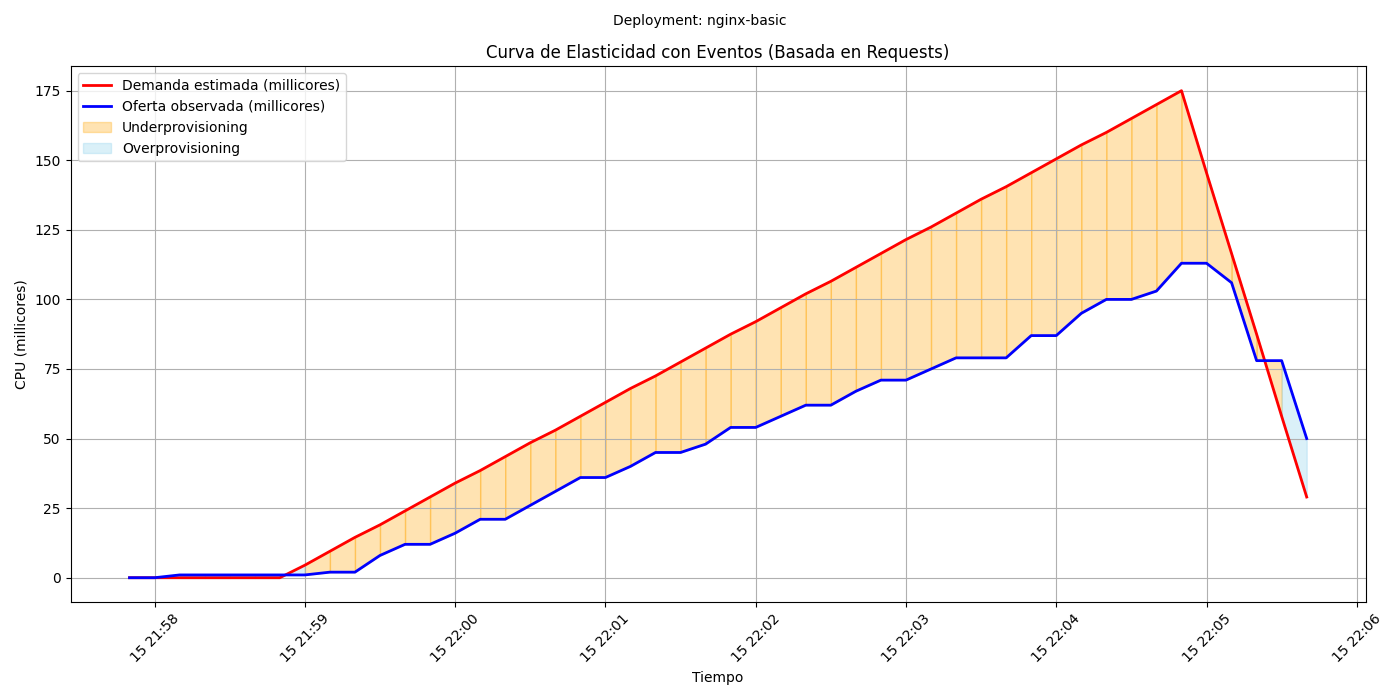 Deployment: nginx-basic
Curva de Elasticidad con Eventos (Basada en Requests)
Demanda estimada (millicores)
Oferta observada (millicores)
Underprovisioning
Overprovisioning
CPU (millicores)
175
150
125
100
75
50
25
0
15 21:58
15 21:59
15 22:00
15 22:01
15 22:02
15 22:03
15 22:04
15 22:05
15 22:06
Tiempo